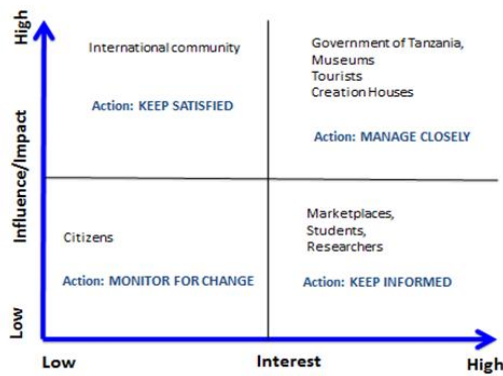 High
International community
Action: KEEP SATISFIED
Government of Tanzania,
Museums
Tourists
Creation Houses
Action: MANAGE CLOSELY
Influence/Impact
Citizens
Action: MONITOR FOR CHANGE
Marketplaces,
Students,
Researchers
Action: KEEP INFORMED
Low
Low
Interest
High